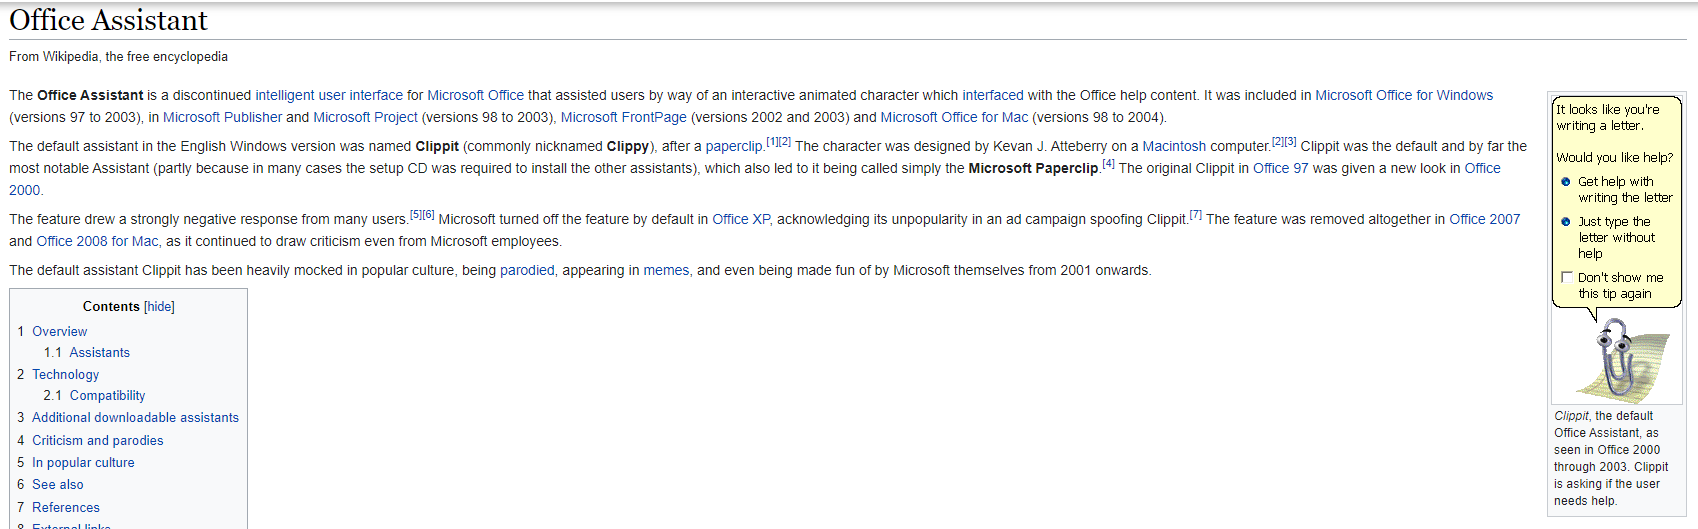 Office Assistant
From Wikipedia, the free encyclopedia
The Office Assistant is a discontinued intelligent user interface for Microsoft Office that assisted users by way of an interactive animated character which interfaced with the Office help content. It was included in Microsoft Office for Windows
(versions 97 to 2003), in Microsoft Publisher and Microsoft Project (versions 98 to 2003), Microsoft FrontPage (versions 2002 and 2003) and Microsoft Office for Mac (versions 98 to 2004).
The default assistant in the English Windows version was named Clippit (commonly nicknamed Clippy), after a paperclip.[1][2] The character was designed by Kevan J. Atteberry on a Macintosh computer.[2][3] Clippit was the default and by far the
most notable Assistant (partly because in many cases the setup CD was required to install the other assistants), which also led to it being called simply the Microsoft Paperclip.[4] The original Clippit in Office 97 was given a new look in Office
2000.
The feature drew a strongly negative response from many users.[5][6] Microsoft turned off the feature by default in Office XP, acknowledging its unpopularity in an ad campaign spoofing Clippit.[7] The feature was removed altogether in Office 2007
and Office 2008 for Mac, as it continued to draw criticism even from Microsoft employees.
The default assistant Clippit has been heavily mocked in popular culture, being parodied, appearing in memes, and even being made fun of by Microsoft themselves from 2001 onwards.
Contents [hide]
1 Overview
1.1 Assistants
2 Technology
2.1 Compatibility
3 Additional downloadable assistants
4 Criticism and parodies
5 In popular culture
6 See also
7 References
8 External links
It looks like you're
writing a letter.
Would you like help?
Get help with
writing the letter
Just type the
letter without
help
Don't show me
this tip again
Clippit, the default
Office Assistant, as
seen in Office 2000
through 2003. Clippit
is asking if the user
needs help.